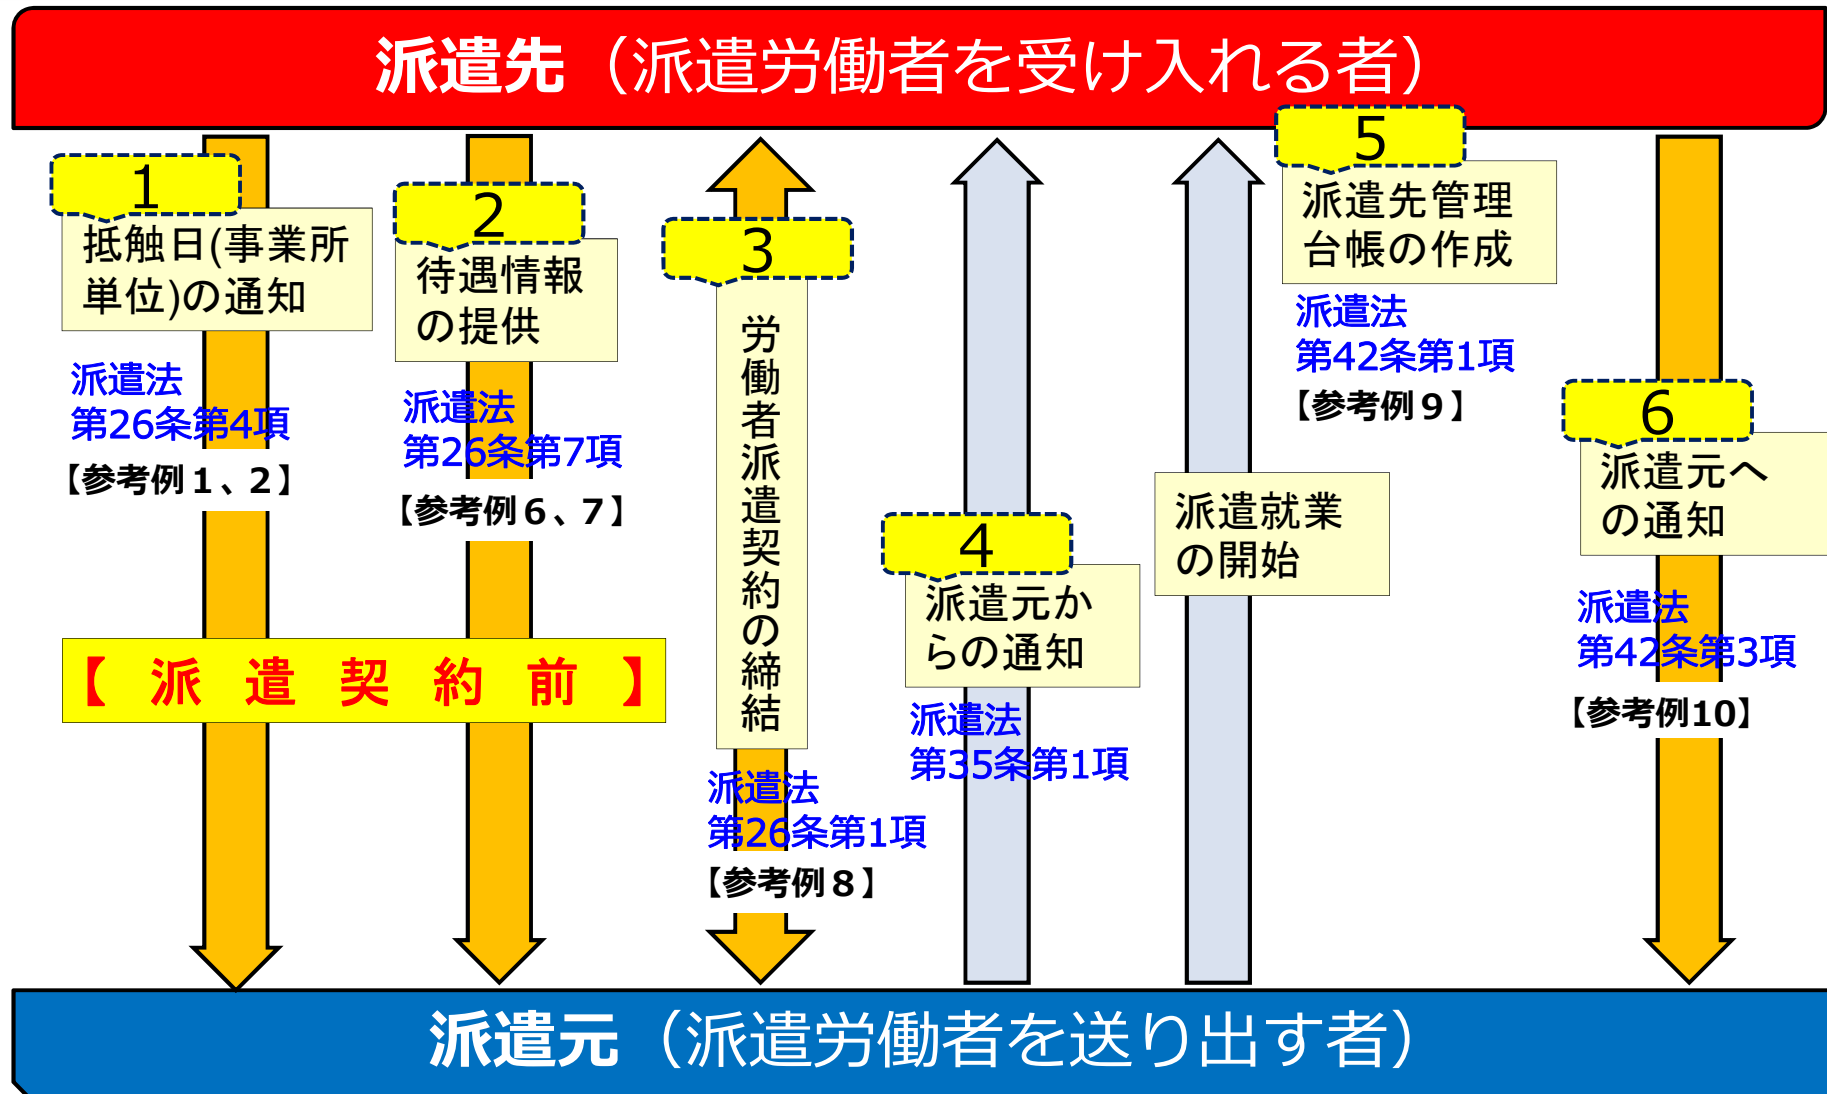 派遣先（派遣労働者を受け入れる者）
1
抵触日(事業所
単位)の通知
派遣法
第26条第4項
【参考例１、２】
2
待遇情報
の提供
派遣法
第26条第7項
【参考例６、７】
【派遣契約前】
3
労働者派遣契約の締結
派遣法
第26条第1項
【参考例８】
4
派遣元か
らの通知
派遣法
第35条第1項
派遣就業
の開始
5
派遣先管理
台帳の作成
派遣法
第42条第1項
【参考例９】
6
派遣元へ
の通知
派遣法
第42条第3項
【参考例10】
派遣元（派遣労働者を送り出す者）